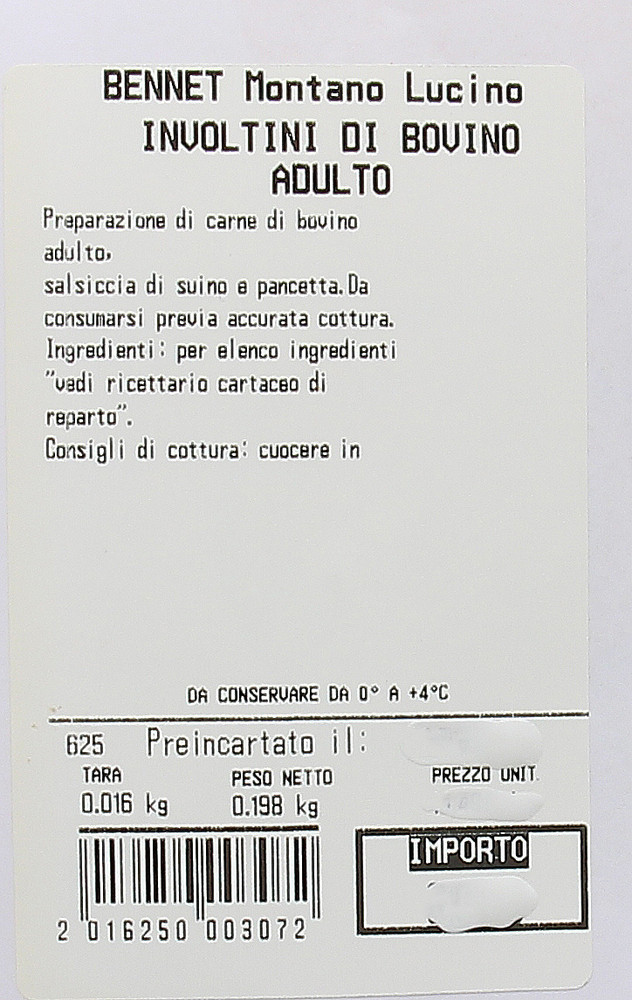 BENNET Montano Lucino
INVOLTINI DI BOVINO
ADULTO
Preparazione di carne di bovino
adulto,
salsiccia di suino e pancetta.Da
consumarsi previa accurata cottura.
Ingredienti: per elenco ingredienti
"vedi ricettario cartaceo di
reparto".
Consigli di cottura: cuocere in
DA CONSERVARE DA 0° A +4°C
625 Preincartato il:
TARA PESO NETTO PREZZO UNIT.
0.016 kg 0.198 kg
IMPORTO
2 016250 003072